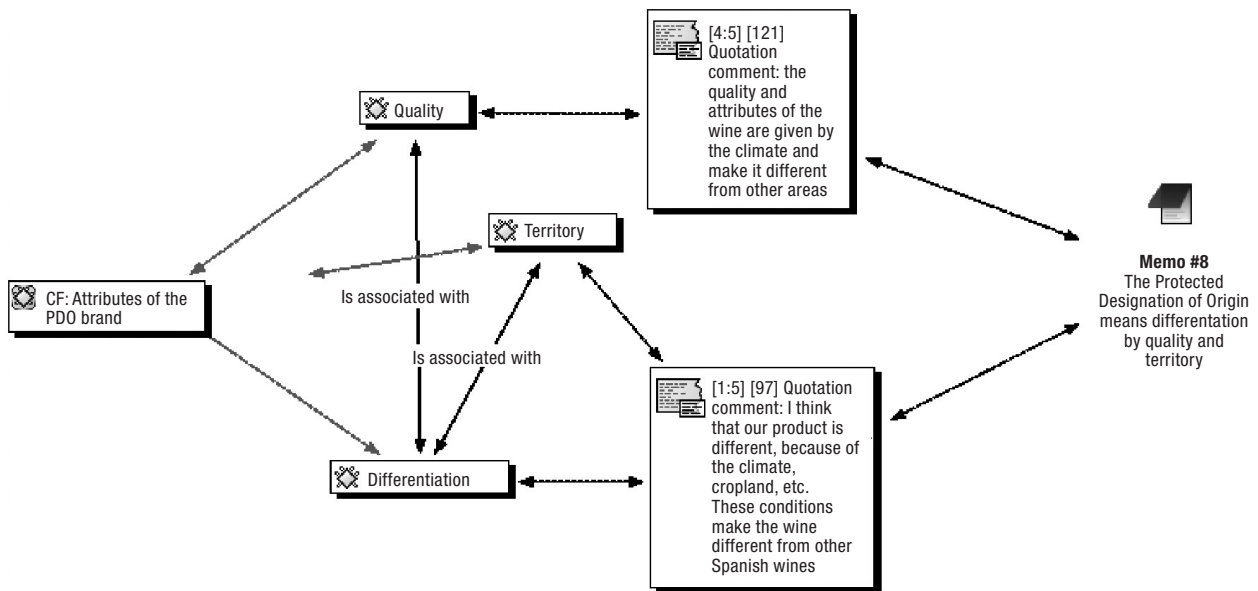 [4:5] [121]
Quotation
comment: the
quality and
attributes of the
wine are given by
the climate and
make it different
from other areas
Quality
Territory
Is associated with
CF: Attributes of the
PDO brand
Is associated with
Memo #8
The Protected
Designation of Origin
means differentation
by quality and
territory
[1:5] [97] Quotation
comment: I think
that our product is
different, because of
the climate,
cropland, etc.
These conditions
make the wine
different from other
Spanish wines
Differentiation